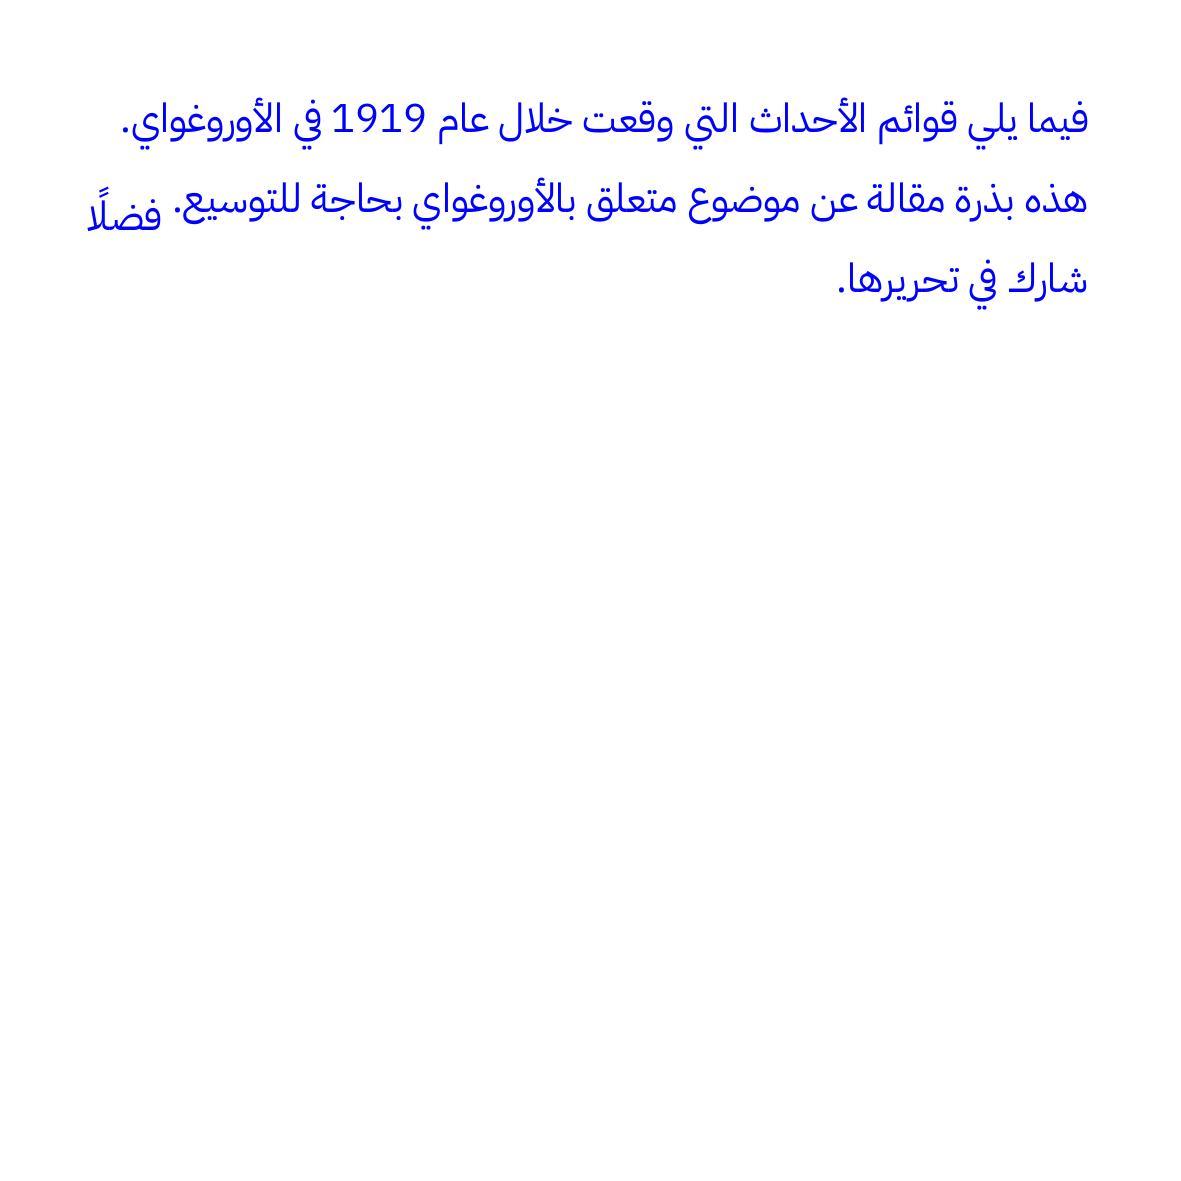 فيما يلي قوائم الأحداث التي وقعت خلال عام 1919 في الأوروغواي.
هذه بذرة مقالة عن موضوع متعلق بالأوروغواي بحاجة للتوسيع. فضلًا
شارك في تحريرها.